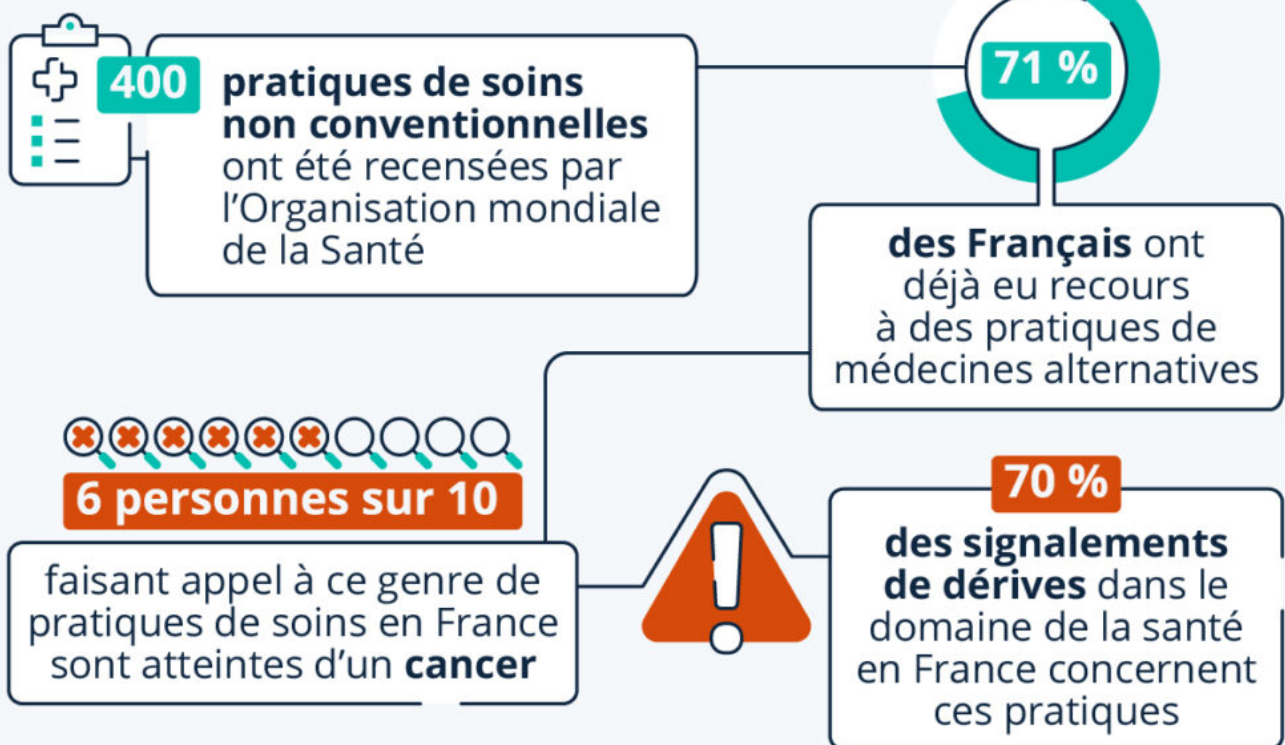 400 pratiques de soins
non conventionnelles
ont été recensées par
l'Organisation mondiale
de la Santé
71 %
des Français ont
déjà eu recours
à des pratiques de
médecines alternatives
6 personnes sur 10
faisant appel à ce genre de
pratiques de soins en France
sont atteintes d'un cancer
70 %
des signalements
de dérives dans le
domaine de la santé
en France concernent
ces pratiques